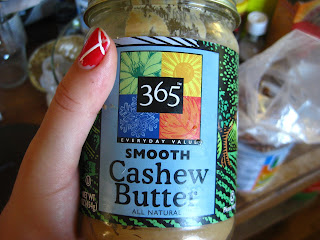 365
EVERYDAY VALUE
SMOOTH
Cashew
Butter
ALL NATURAL